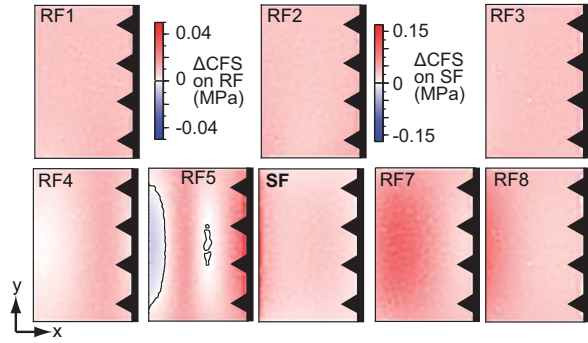 RF1
0.04
0
-0.04
ΔCFS
on RF
(MPa)
RF2
0.15
0
-0.15
ΔCFS
on SF
(MPa)
RF3
RF4
RF5
SF
RF7
RF8
y
x